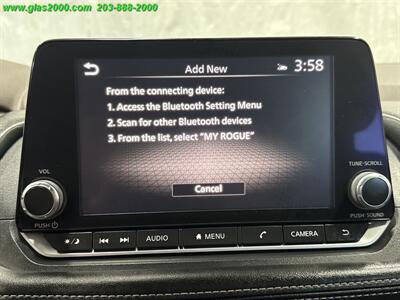 www.glas2000.com 203-888-2000
Add New
3:58
From the connecting device:
1. Access the Bluetooth Setting Menu
2. Scan for other Bluetooth devices
3. From the list, select "MY ROGUE"
Cancel
VOL
PUSH
TUNE-SCROLL
PUSH SOUND
AUDIO
MENU
CAMERA